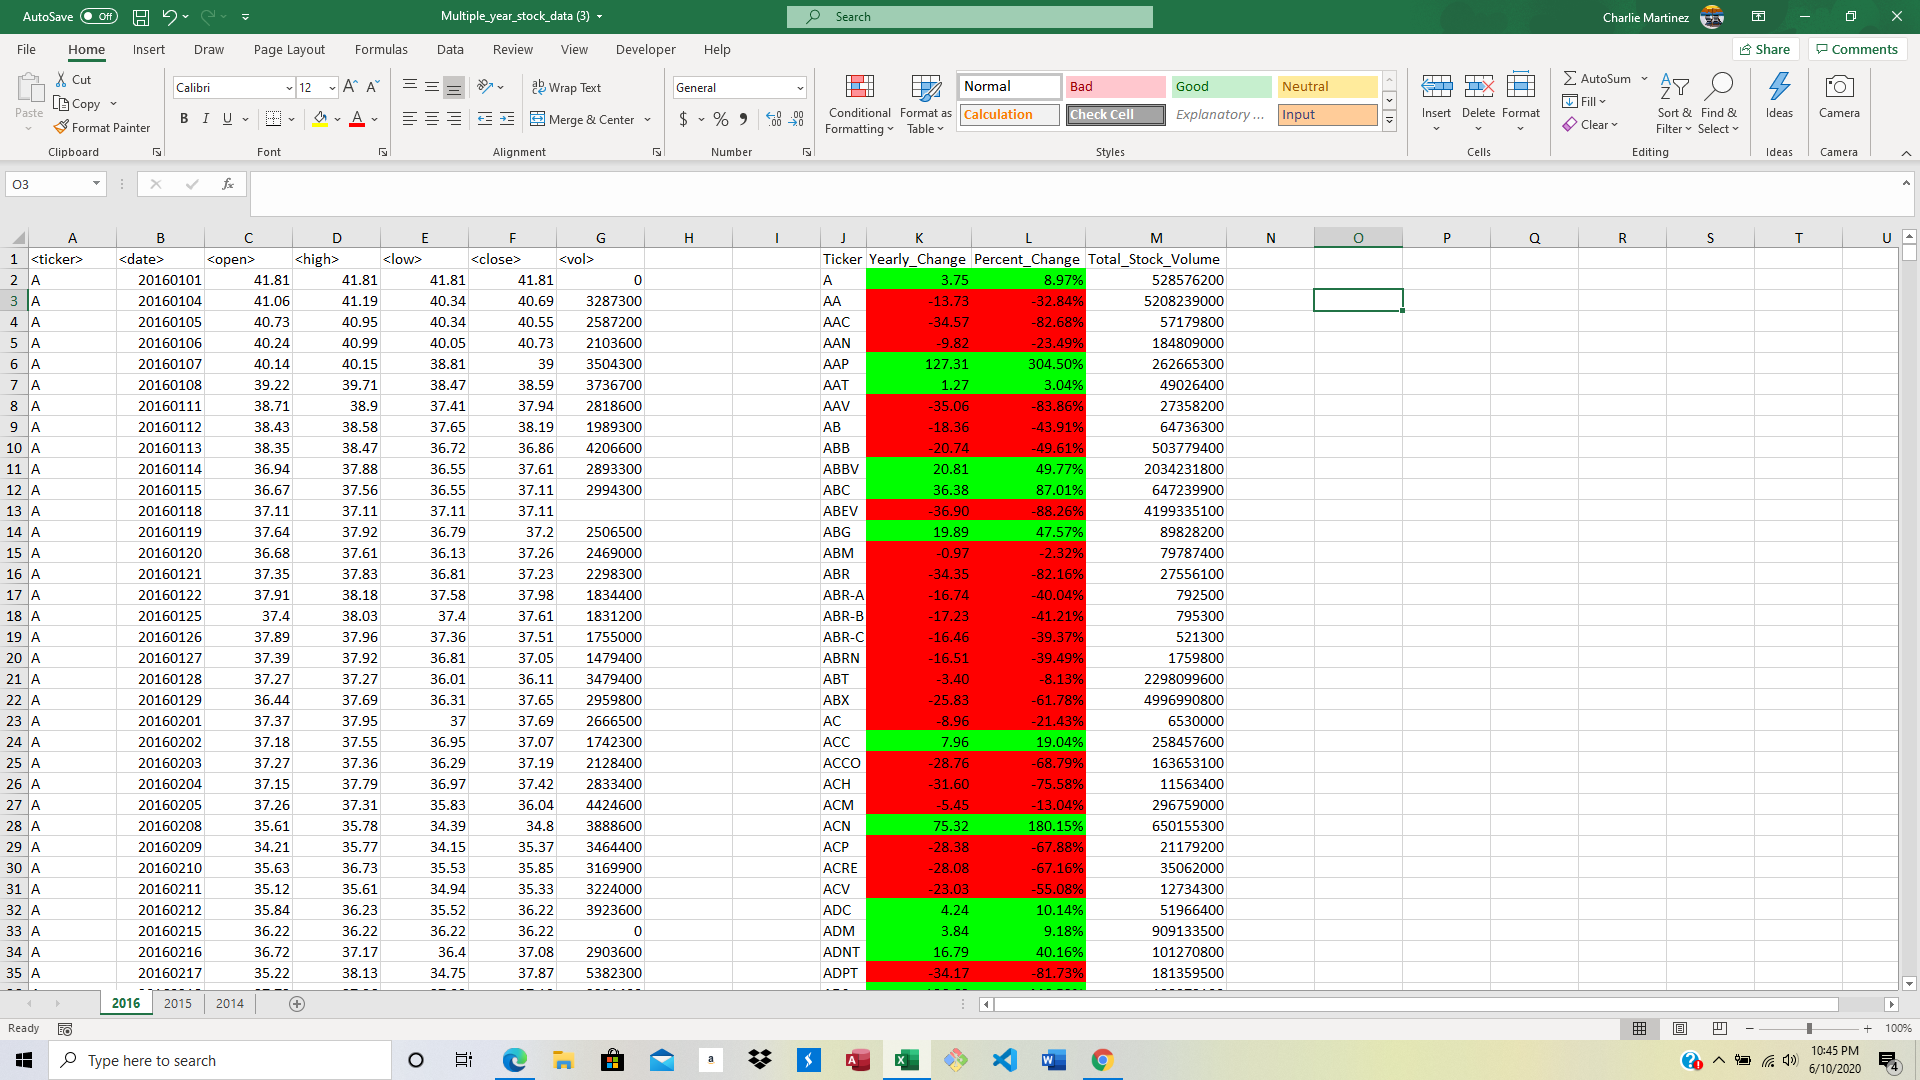 AutoSave Off Multiple_year_stock_data (3) Search Charlie Martinez
File Home Insert Draw Page Layout Formulas Data Review View Developer Help Share Comments
Paste Cut Copy Format Painter
Calibri 12 A A B I U A
Wrap Text Merge & Center
General $ % 9
Conditional Formatting Format as Table
Normal Bad Good Neutral
Calculation Check Cell Explanatory ... Input
Insert Delete Format
AutoSum Fill Clear Sort & Filter Find & Select
Ideas Camera
Clipboard Font Alignment Number Styles Cells Editing Ideas Camera
O3 fx
A B C D E F G H I J K L M N O P Q R S T U
1 <ticker> <date> <open> <high> <low> <close> <vol> Ticker Yearly_Change Percent_Change Total_Stock_Volume
2 A 20160101 41.81 41.81 41.81 41.81 0 A 3.75 8.97% 528576200
3 A 20160104 41.06 41.19 40.34 40.69 3287300 AA -13.73 -32.84% 5208239000
4 A 20160105 40.73 40.95 40.34 40.55 2587200 AAC -34.57 -82.68% 57179800
5 A 20160106 40.24 40.99 40.05 40.73 2103600 AAN -9.82 -23.49% 184809000
6 A 20160107 40.14 40.15 38.81 39 3504300 AAP 127.31 304.50% 262665300
7 A 20160108 39.22 39.71 38.47 38.59 3736700 AAT 1.27 3.04% 49026400
8 A 20160111 38.71 38.9 37.41 37.94 2818600 AAV -35.06 -83.86% 27358200
9 A 20160112 38.43 38.58 37.65 38.19 1989300 AB -18.36 -43.91% 64736300
10 A 20160113 38.35 38.47 36.72 36.86 4206600 ABB -20.74 -49.61% 503779400
11 A 20160114 36.94 37.88 36.55 37.61 2893300 ABBV 20.81 49.77% 2034231800
12 A 20160115 36.67 37.56 36.55 37.11 2994300 ABC 36.38 87.01% 647239900
13 A 20160118 37.11 37.11 37.11 37.11 ABEV -36.90 -88.26% 4199335100
14 A 20160119 37.64 37.92 36.79 37.2 2506500 ABG 19.89 47.57% 89828200
15 A 20160120 36.68 37.61 36.13 37.26 2469000 ABM -0.97 -2.32% 79787400
16 A 20160121 37.35 37.83 36.81 37.23 2298300 ABR -34.35 -82.16% 27556100
17 A 20160122 37.91 38.18 37.58 37.98 1834400 ABR-A -16.74 -40.04% 792500
18 A 20160125 37.4 38.03 37.4 37.61 1831200 ABR-B -17.23 -41.21% 795300
19 A 20160126 37.89 37.96 37.36 37.51 1755000 ABR-C -16.46 -39.37% 521300
20 A 20160127 37.39 37.92 36.81 37.05 1479400 ABRN -16.51 -39.49% 1759800
21 A 20160128 37.27 37.27 36.01 36.11 3479400 ABT -3.40 -8.13% 2298099600
22 A 20160129 36.44 37.69 36.31 37.65 2959800 ABX -25.83 -61.78% 4996990800
23 A 20160201 37.37 37.95 37 37.69 2666500 AC -8.96 -21.43% 6530000
24 A 20160202 37.18 37.55 36.95 37.07 1742300 ACC 7.96 19.04% 258457600
25 A 20160203 37.27 37.36 36.29 37.19 2128400 ACCO -28.76 -68.79% 163653100
26 A 20160204 37.15 37.79 36.97 37.42 2833400 ACH -31.60 -75.58% 11563400
27 A 20160205 37.26 37.31 35.83 36.04 4424600 ACM -5.45 -13.04% 296759000
28 A 20160208 35.61 35.78 34.39 34.8 3888600 ACN 75.32 180.15% 650155300
29 A 20160209 34.21 35.77 34.15 35.37 3464400 ACP -28.38 -67.88% 21179200
30 A 20160210 35.63 36.73 35.53 35.85 3169900 ACRE -28.08 -67.16% 35062000
31 A 20160211 35.12 35.61 34.94 35.33 3224000 ACV -23.03 -55.08% 12734300
32 A 20160212 35.84 36.23 35.52 36.22 3923600 ADC 4.24 10.14% 51966400
33 A 20160215 36.22 36.22 36.22 36.22 0 ADM 3.84 9.18% 909133500
34 A 20160216 36.72 37.17 36.4 37.08 2903600 ADNT 16.79 40.16% 101270800
35 A 20160217 35.22 38.13 34.75 37.87 5382300 ADPT -34.17 -81.73% 181359500
2016 2015 2014
Ready 100%
Type here to search
10:45 PM
6/10/2020
4